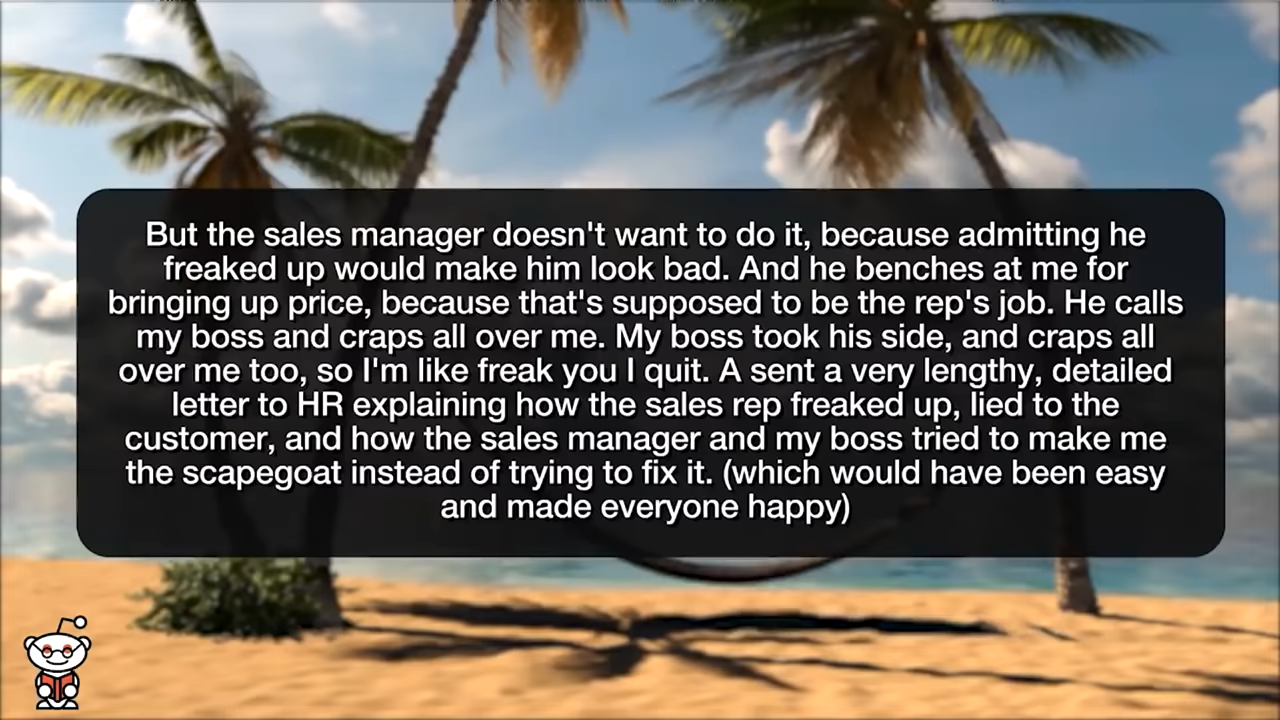 But the sales manager doesn't want to do it, because admitting he
freaked up would make him look bad. And he benches at me for
bringing up price, because that's supposed to be the rep's job. He calls
my boss and craps all over me. My boss took his side, and craps all
over me too, so I'm like freak you I quit. A sent a very lengthy, detailed
letter to HR explaining how the sales rep freaked up, lied to the
customer, and how the sales manager and my boss tried to make me
the scapegoat instead of trying to fix it. (which would have been easy
and made everyone happy)